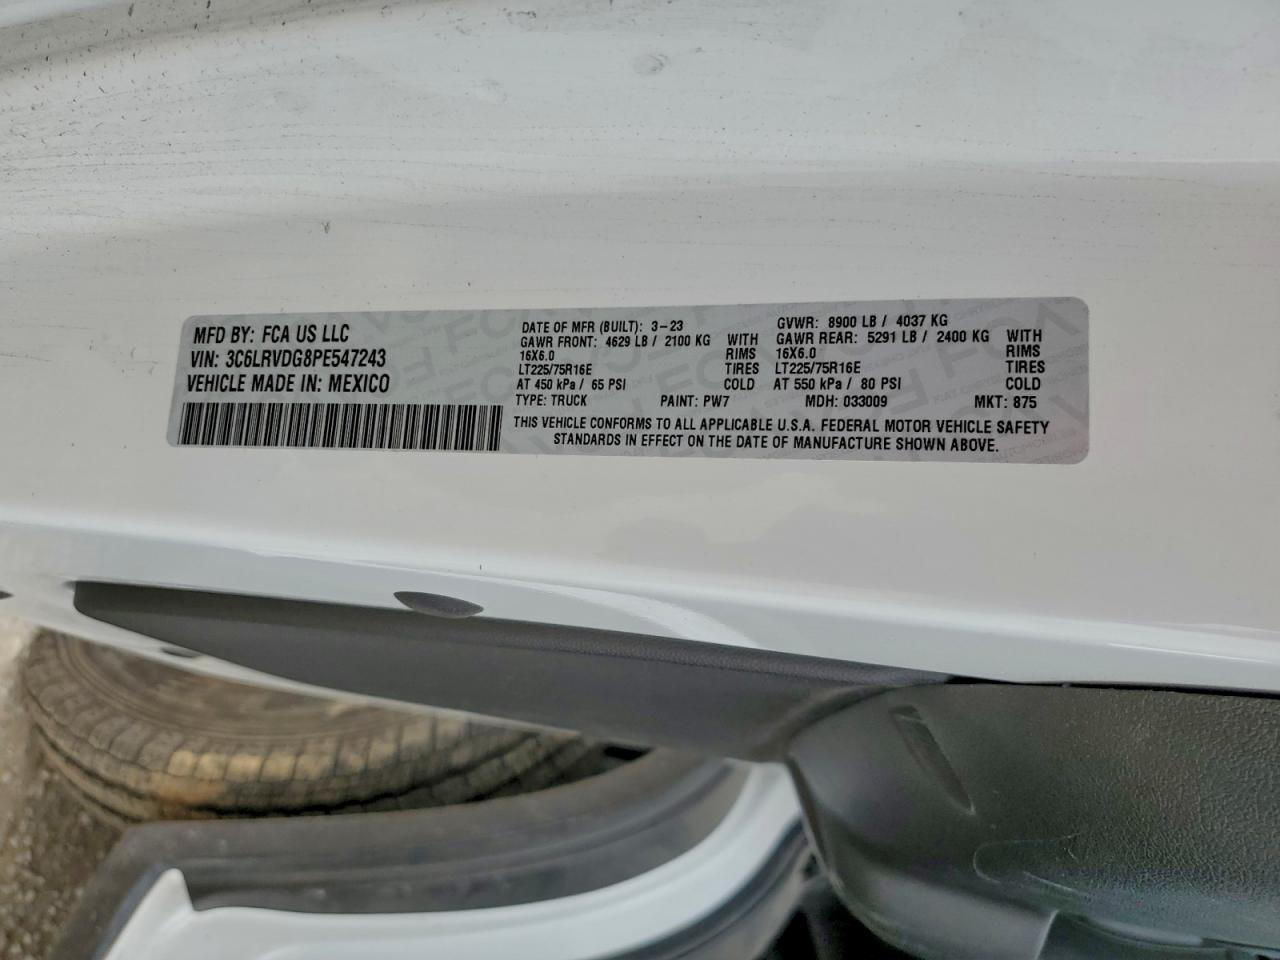 MFD BY: FCA US LLC
VIN: 3C6LRVDG8PE547243
VEHICLE MADE IN: MEXICO
DATE OF MFR (BUILT): 3-23
GAWR FRONT: 4629 LB / 2100 KG WITH
16X6.0 RIMS
LT225/75R16E TIRES
AT 450 kPa / 65 PSI COLD
GVWR: 8900 LB / 4037 KG
GAWR REAR: 5291 LB / 2400 KG WITH
16X6.0 RIMS
LT225/75R16E TIRES
AT 550 kPa / 80 PSI COLD
TYPE: TRUCK PAINT: PW7 MDH: 033009 MKT: 875
THIS VEHICLE CONFORMS TO ALL APPLICABLE U.S.A. FEDERAL MOTOR VEHICLE SAFETY
STANDARDS IN EFFECT ON THE DATE OF MANUFACTURE SHOWN ABOVE.